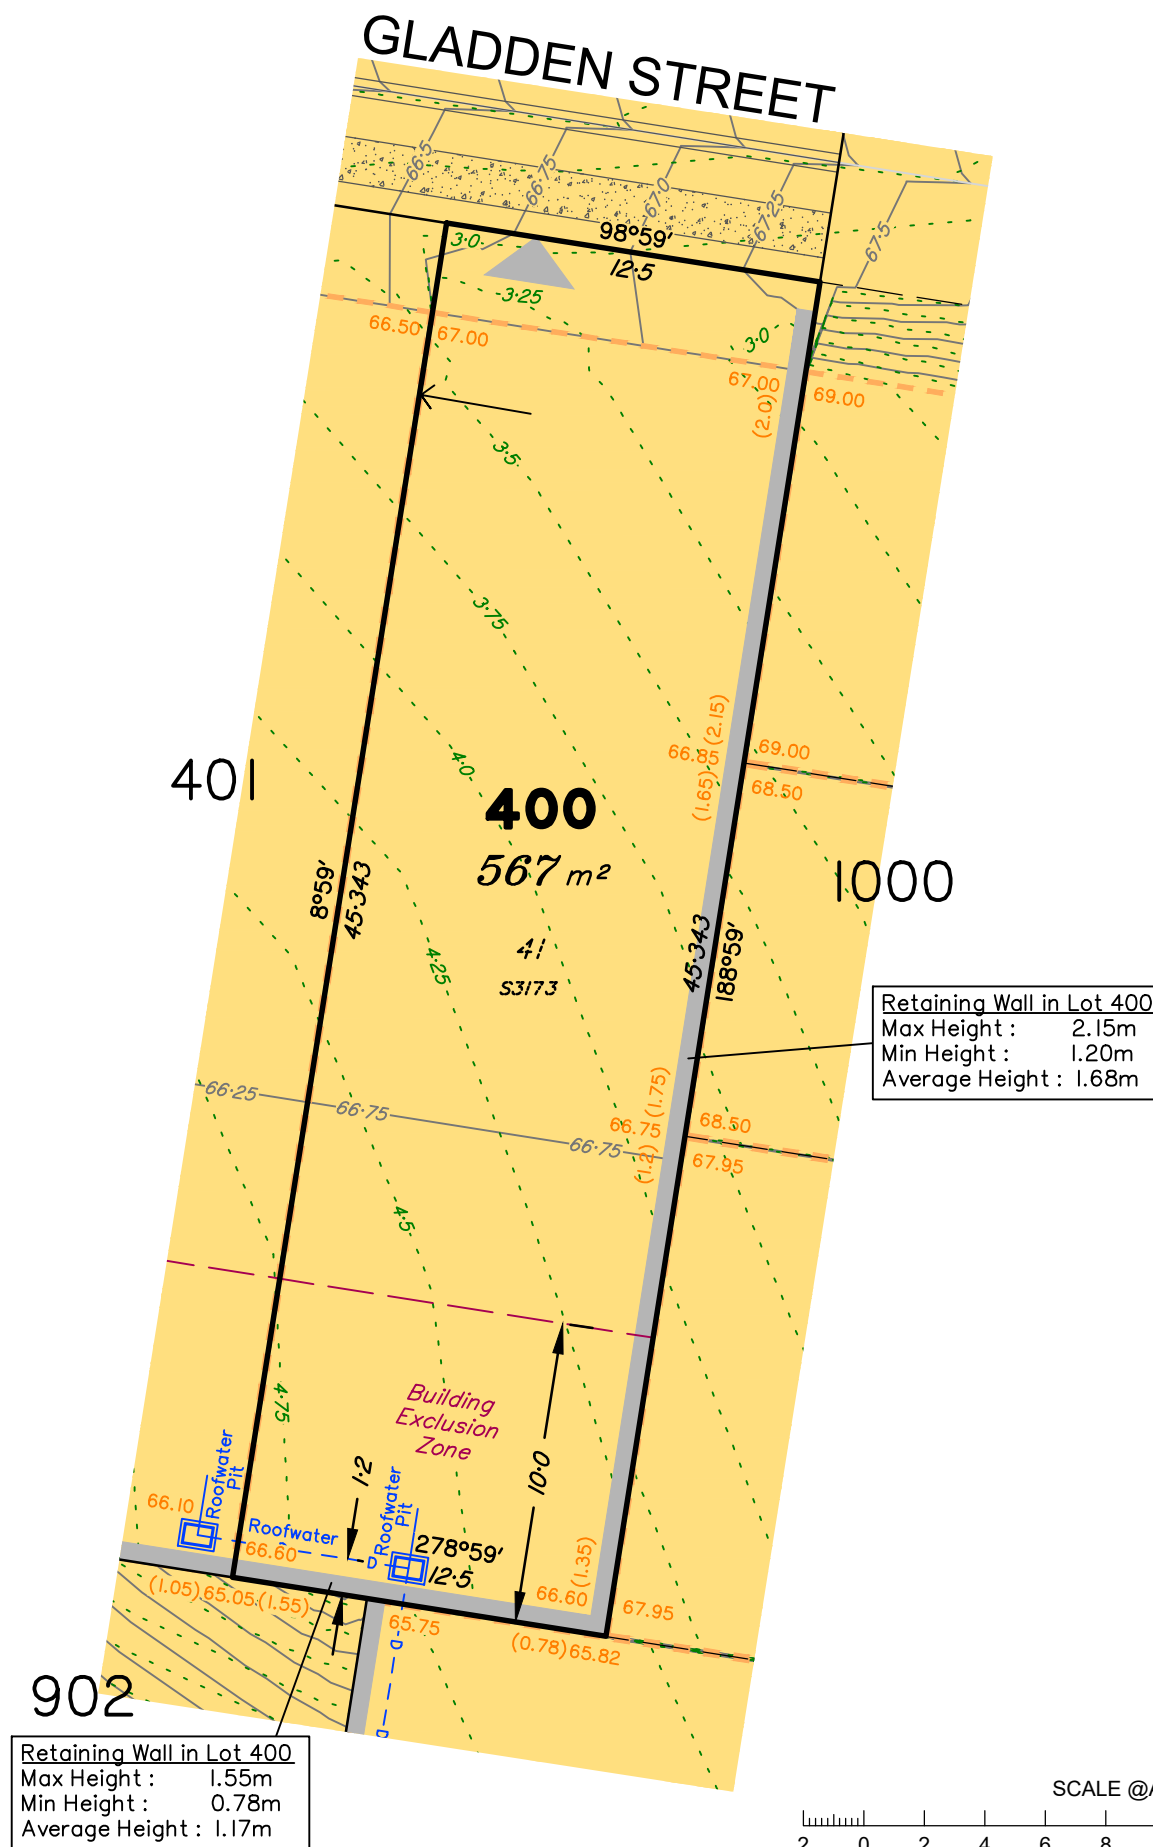 GLADDEN STREET
66·5
66·75
67·0
67·25
67·5
98°59'
12·5
3·0
3·25
3·0
66.50
67.00
67.00
69.00
(2.0)
3·5
3·75
4·0
66.85
(2.15)
69.00
(1.65)
68.50
401
400
567 m²
1000
8°59'
45·343
41
S3173
4·25
45·343
188°59'
Retaining Wall in Lot 400
Max Height : 2.15m
Min Height : 1.20m
Average Height : 1.68m
66·25
66·75
66·75
66.75
(1.75)
68.50
(1.2)
67.95
4·5
4·75
Building
Exclusion
Zone
10·0
1·2
Roofwater
Pit
66.10
Roofwater
Roofwater
Pit
D
66.60
278°59'
12·5
66.60
(1.35)
67.95
(1.05)
65.05
(1.55)
65.75
(0.78)
65.82
D
D
902
Retaining Wall in Lot 400
Max Height : 1.55m
Min Height : 0.78m
Average Height : 1.17m
SCALE @A
2 0 2 4 6 8